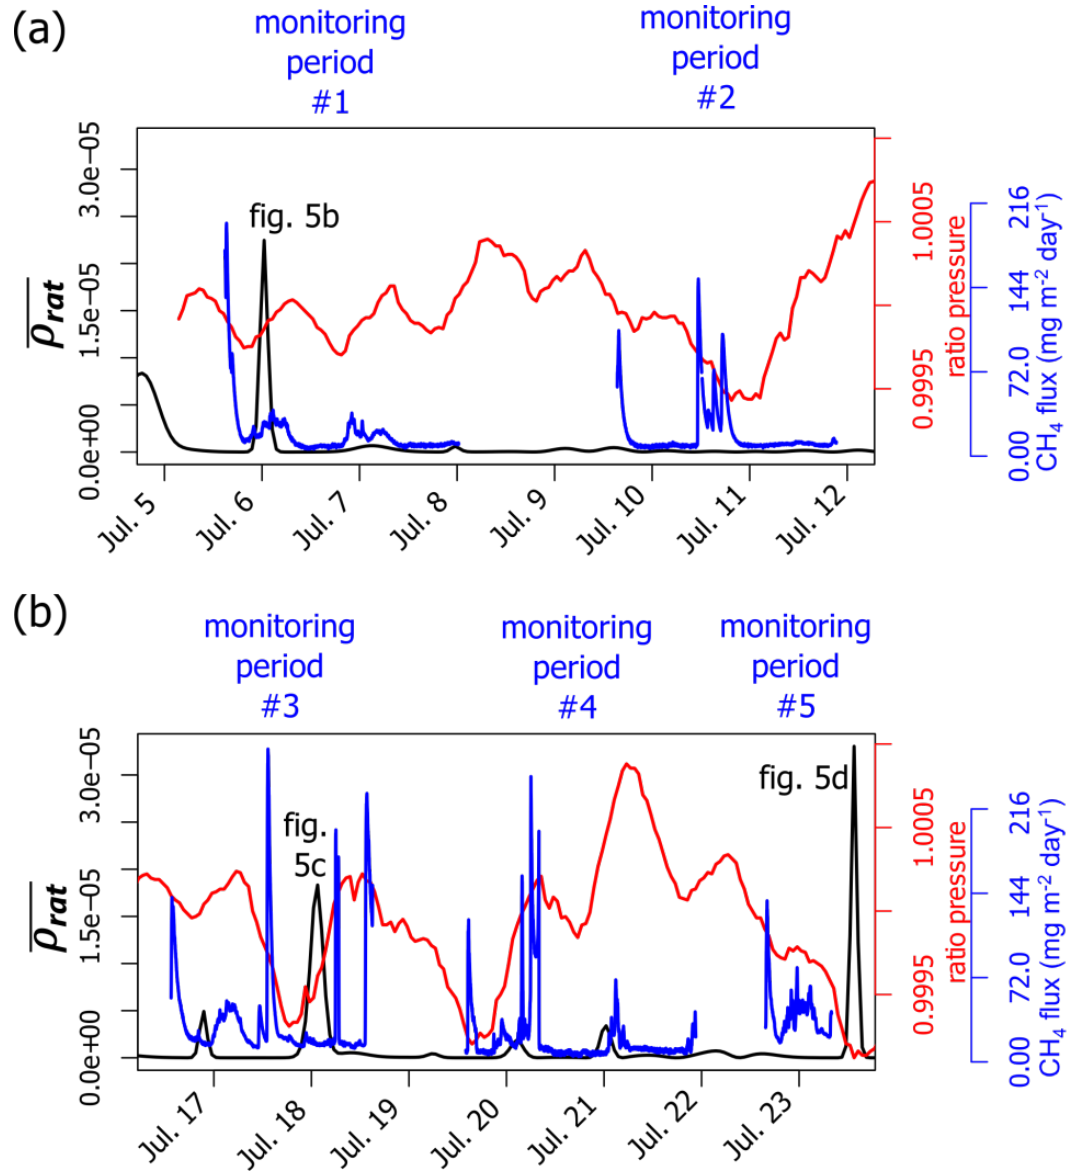 (a)
monitoring
period
#1
monitoring
period
#2
ρrat
0.0e+00
1.5e−05
3.0e−05
fig. 5b
0.9995
1.0005
ratio pressure
0.00
72.0
144
216
CH4 flux (mg m-2 day-1)
Jul. 5
Jul. 6
Jul. 7
Jul. 8
Jul. 9
Jul. 10
Jul. 11
Jul. 12
(b)
monitoring
period
#3
monitoring
period
#4
monitoring
period
#5
ρrat
0.0e+00
1.5e−05
3.0e−05
fig.
5c
fig. 5d
0.9995
1.0005
ratio pressure
0.00
72.0
144
216
CH4 flux (mg m-2 day-1)
Jul. 17
Jul. 18
Jul. 19
Jul. 20
Jul. 21
Jul. 22
Jul. 23